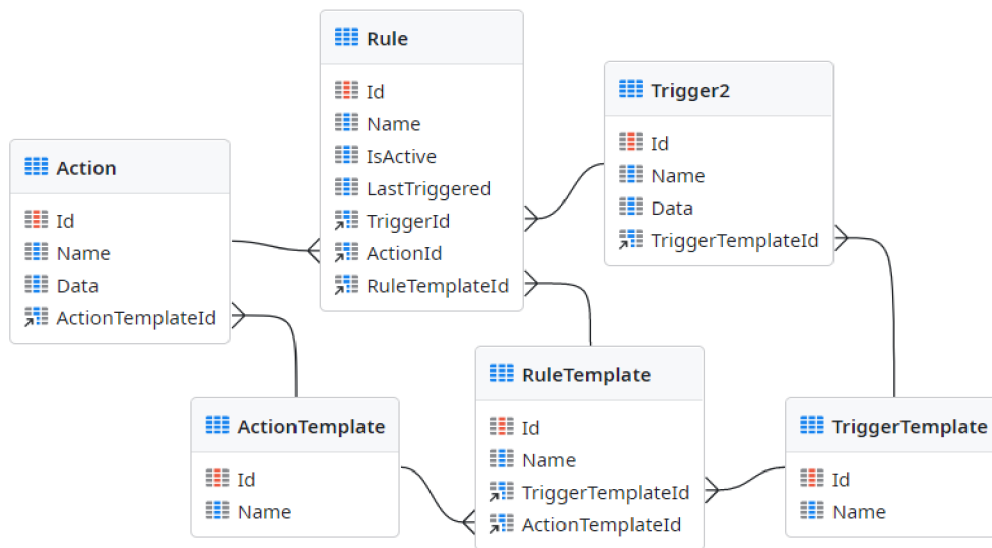 Rule
Id
Name
IsActive
LastTriggered
TriggerId
ActionId
RuleTemplateId
Trigger2
Id
Name
Data
TriggerTemplateId
Action
Id
Name
Data
ActionTemplateId
RuleTemplate
Id
Name
TriggerTemplateId
ActionTemplateId
ActionTemplate
Id
Name
TriggerTemplate
Id
Name